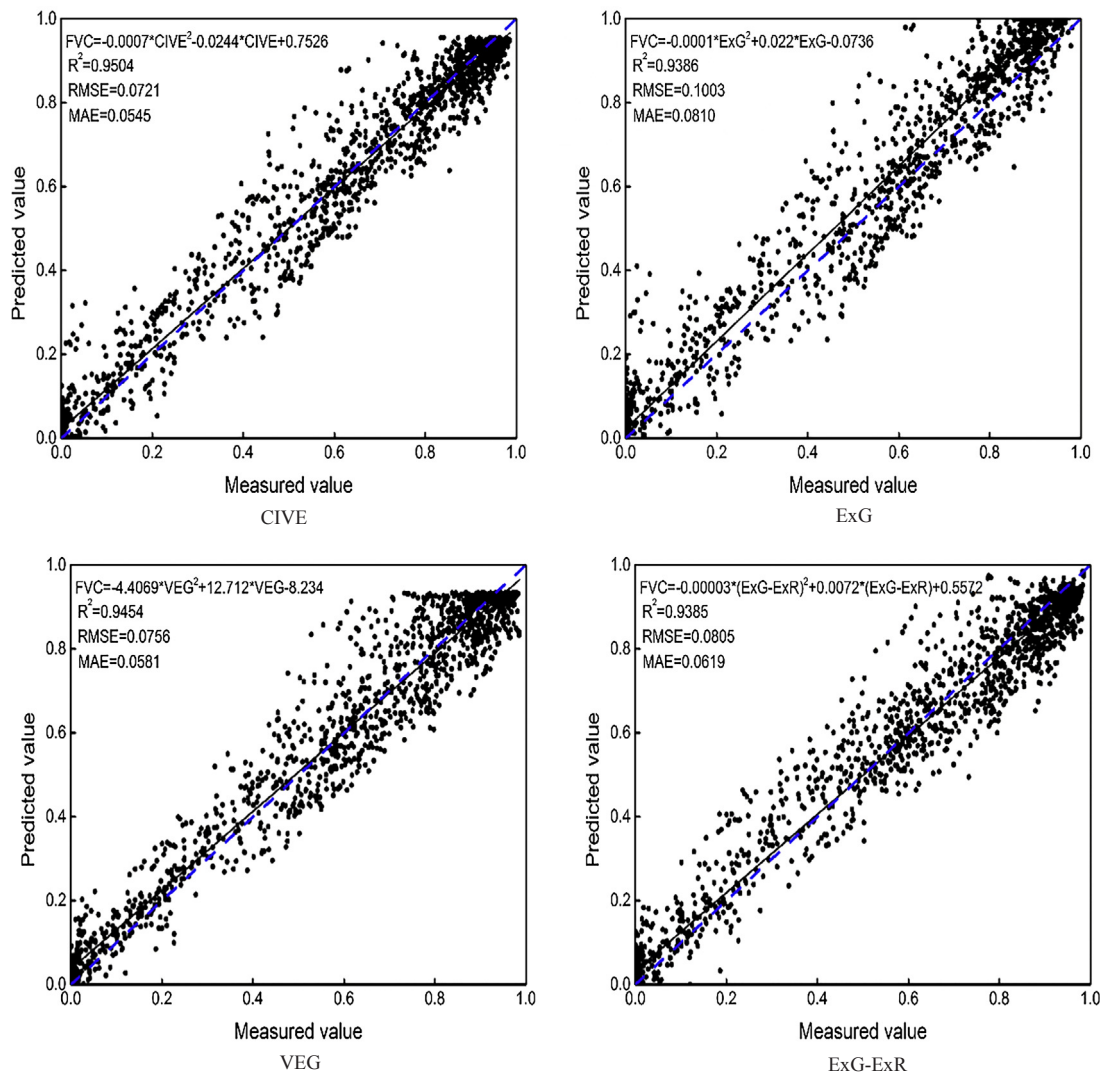 FVC=-0.0007*CIVE²-0.0244*CIVE+0.7526
R²=0.9504
RMSE=0.0721
MAE=0.0545
1.0
0.8
0.6
0.4
0.2
0.0
Predicted value
0.0 0.2 0.4 0.6 0.8 1.0
Measured value
CIVE
FVC=-0.0001*ExG²+0.022*ExG-0.0736
R²=0.9386
RMSE=0.1003
MAE=0.0810
1.0
0.8
0.6
0.4
0.2
0.0
Predicted value
0.0 0.2 0.4 0.6 0.8 1.0
Measured value
ExG
FVC=-4.4069*VEG²+12.712*VEG-8.234
R²=0.9454
RMSE=0.0756
MAE=0.0581
1.0
0.8
0.6
0.4
0.2
0.0
Predicted value
0.0 0.2 0.4 0.6 0.8 1.0
Measured value
VEG
FVC=-0.00003*(ExG-ExR)²+0.0072*(ExG-ExR)+0.5572
R²=0.9385
RMSE=0.0805
MAE=0.0619
1.0
0.8
0.6
0.4
0.2
0.0
Predicted value
0.0 0.2 0.4 0.6 0.8 1.0
Measured value
ExG-ExR